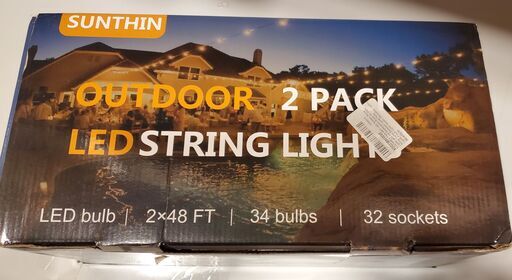 SUNTHIN
OUTDOOR 2 PACK
LED STRING LIGHT
LED bulb | 2×48 FT | 34 bulbs | 32 sockets